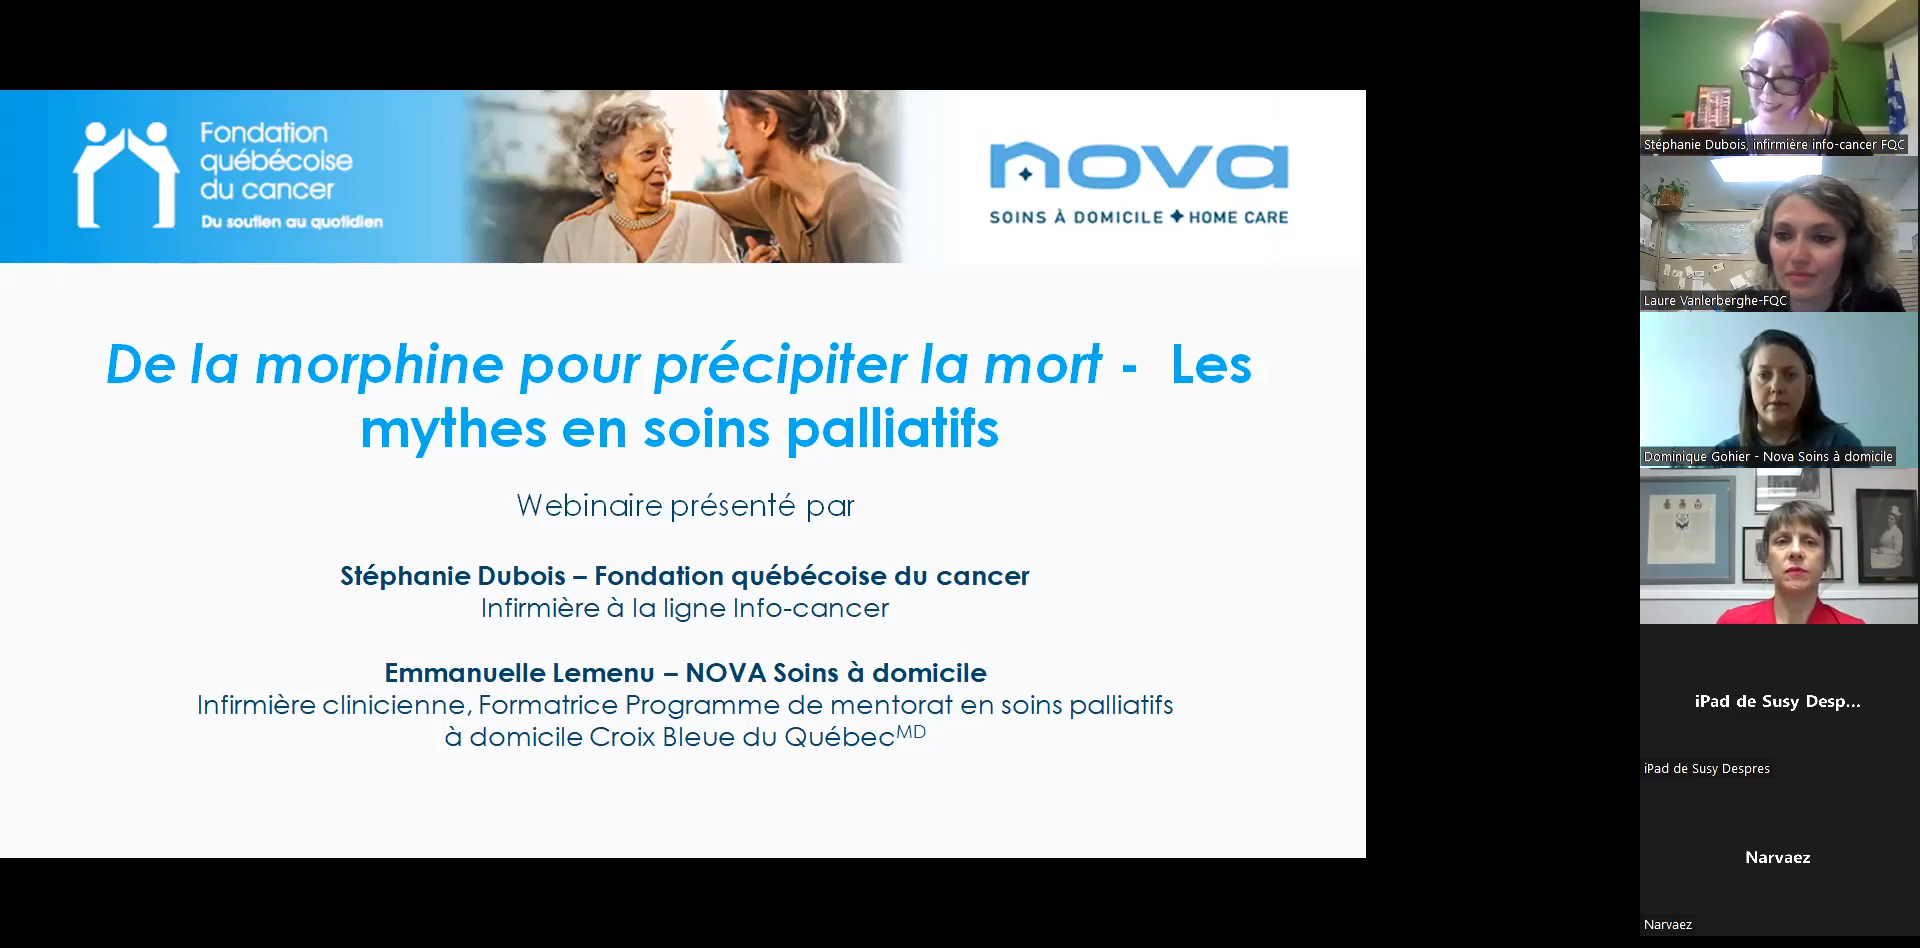 Fondation
québécoise
du cancer
Du soutien au quotidien
nova
SOINS À DOMICILE ✦ HOME CARE
De la morphine pour précipiter la mort - Les
mythes en soins palliatifs
Webinaire présenté par
Stéphanie Dubois – Fondation québécoise du cancer
Infirmière à la ligne Info-cancer
Emmanuelle Lemenu – NOVA Soins à domicile
Infirmière clinicienne, Formatrice Programme de mentorat en soins palliatifs
à domicile Croix Bleue du QuébecMD
Stéphanie Dubois, infirmière info-cancer FQC
Laure Vanlerberghe-FQC
Dominique Gohier - Nova Soins à domicile
iPad de Susy Desp...
iPad de Susy Despres
Narvaez
Narvaez